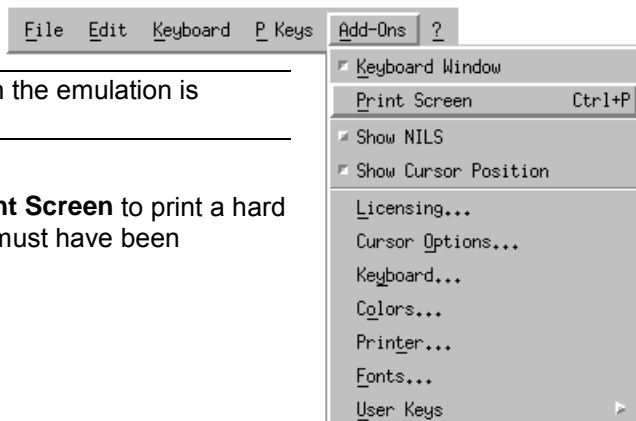 File Edit Keyboard P Keys Add-Ons ?
the emulation is
nt Screen to print a hard
must have been
Keyboard Window
Print Screen Ctrl+P
Show NILS
Show Cursor Position
Licensing...
Cursor Options...
Keyboard...
Colors...
Printer...
Fonts...
User Keys